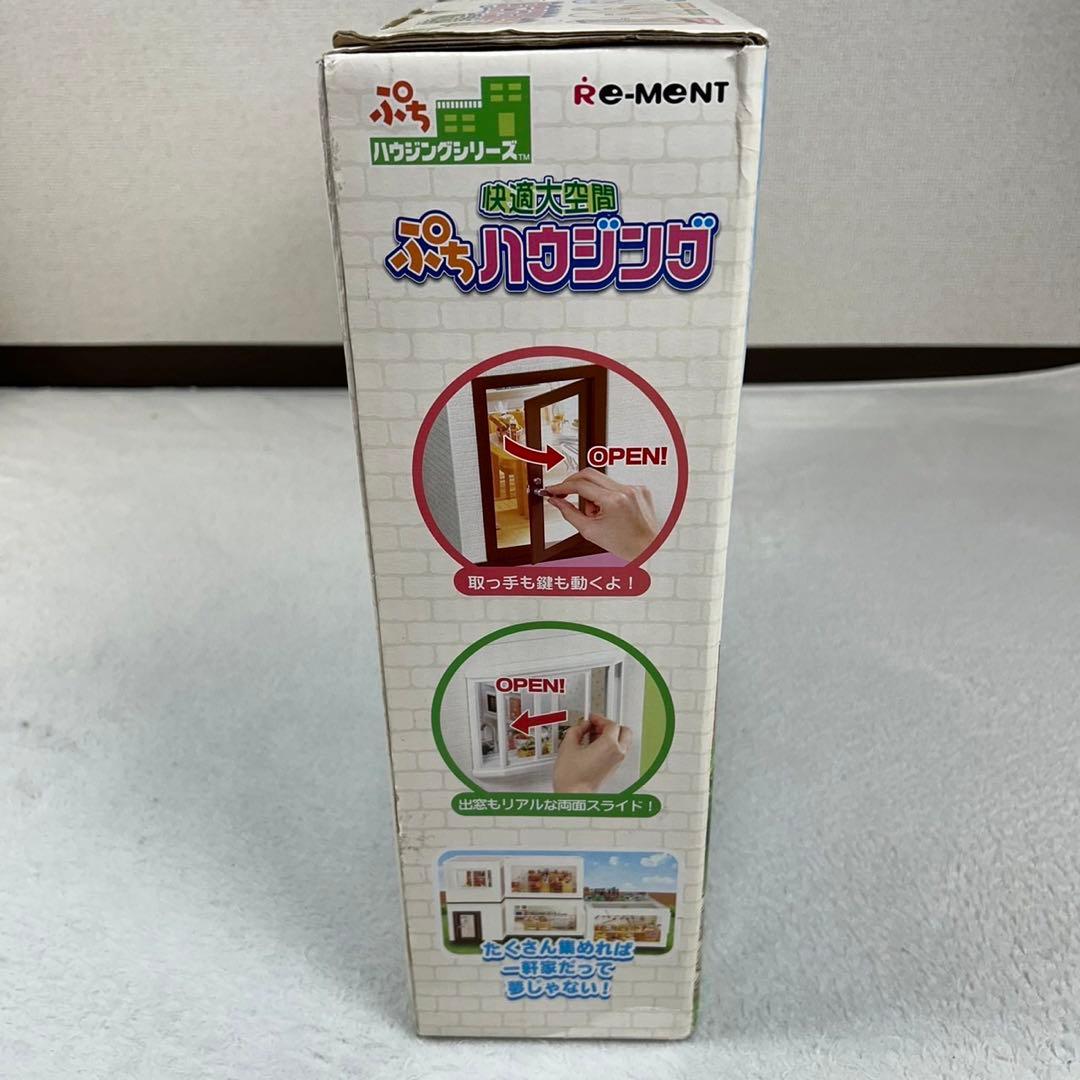 ぷち
ハウジングシリーズ™
Re-MeNT
快適大空間
ぷちハウジング
OPEN!
取っ手も鍵も動くよ！
OPEN!
出窓もリアルな両面スライド！
たくさん集めれば
一軒家だって
夢じゃない！